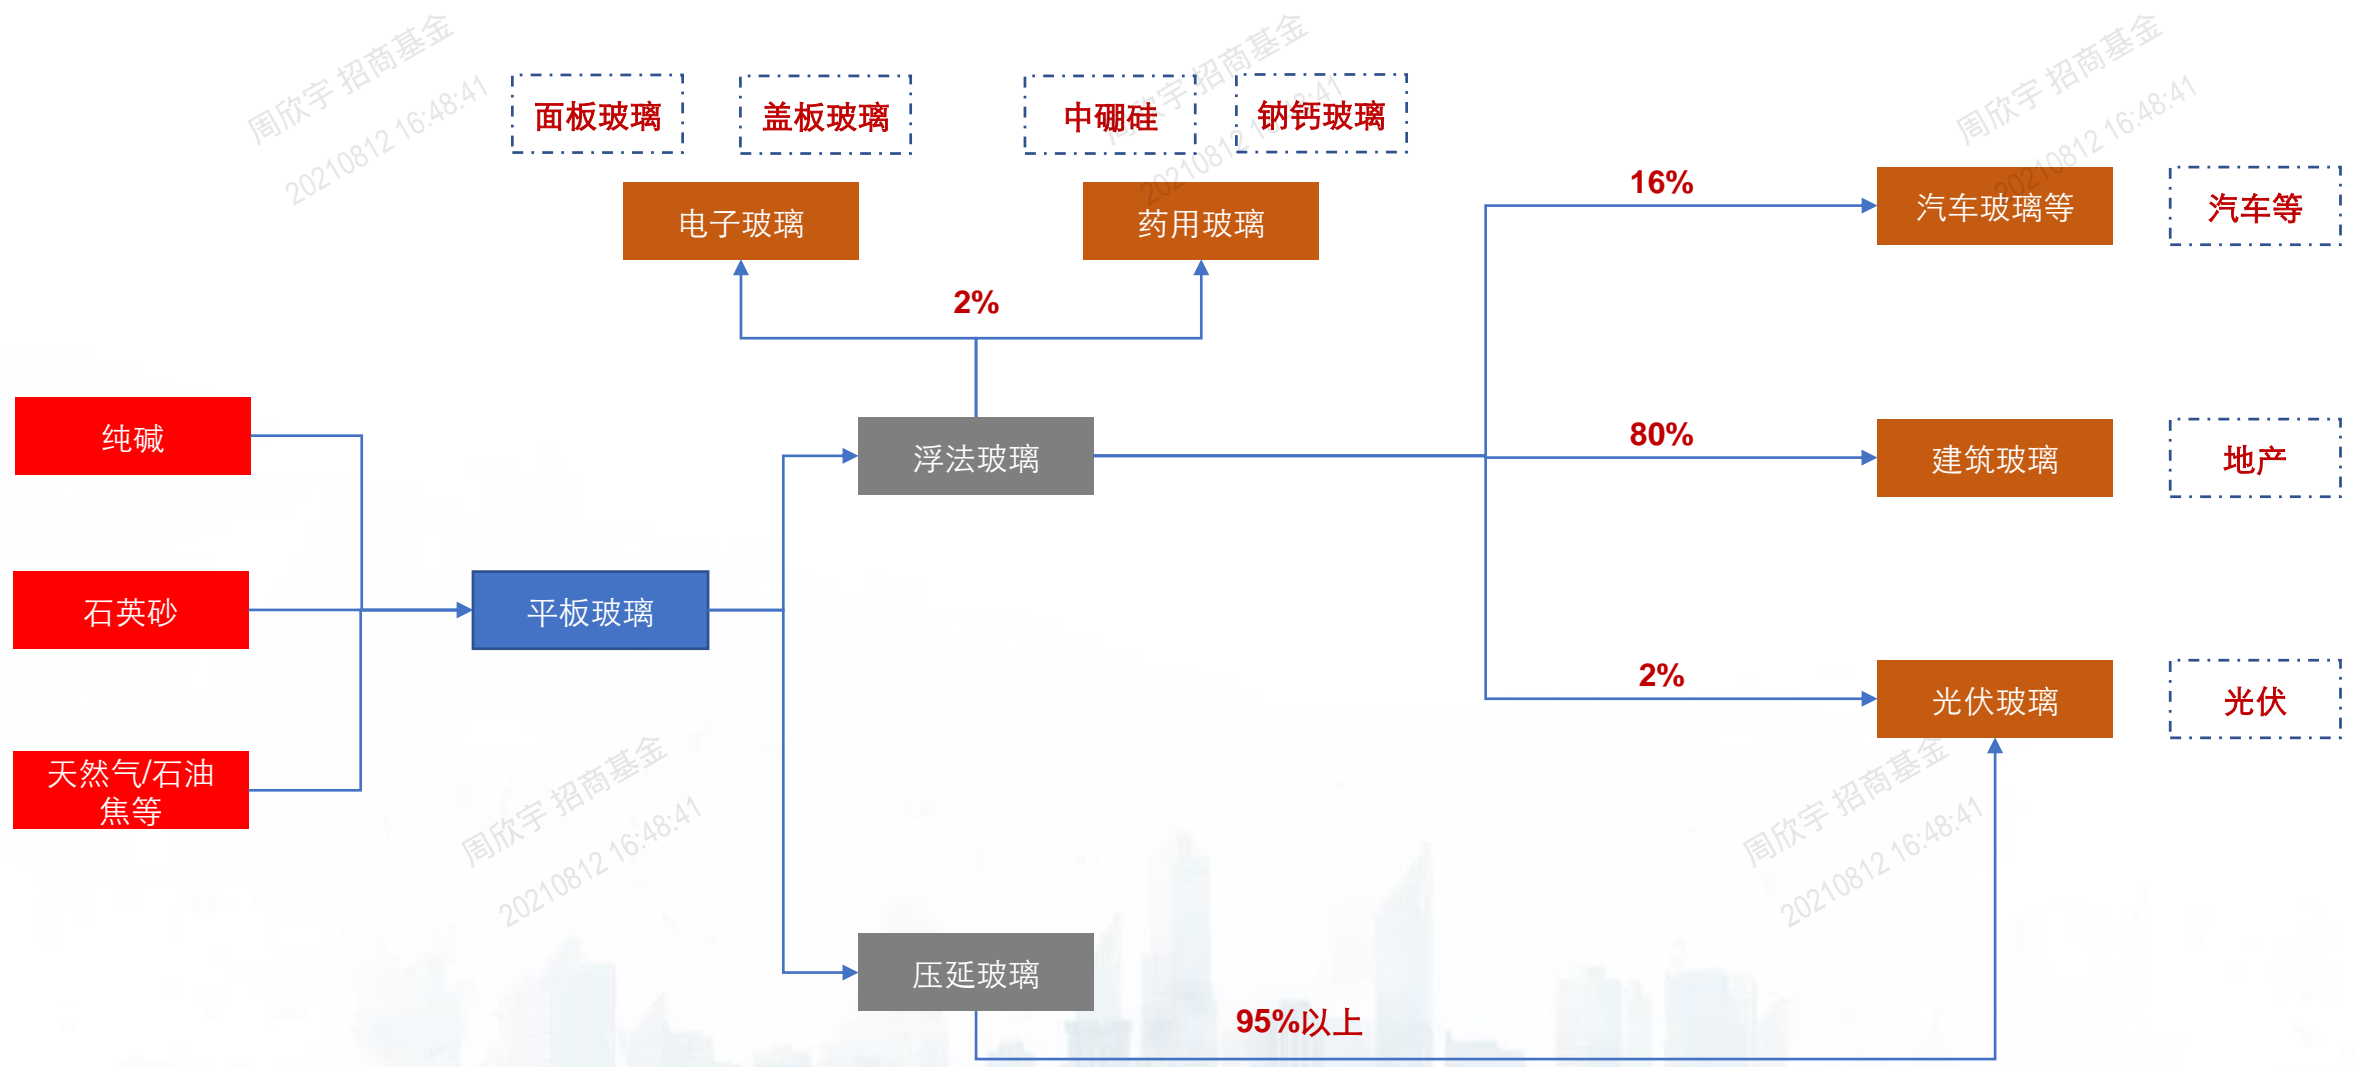 周欣宇 招商基金
20210812 16:48:41
周欣宇 招商基金
20210812 16:48:41
周欣宇 招商基金
20210812 16:48:41
面板玻璃
盖板玻璃
中硼硅
钠钙玻璃
电子玻璃
药用玻璃
16%
汽车玻璃等
汽车等
2%
纯碱
浮法玻璃
80%
建筑玻璃
地产
石英砂
平板玻璃
2%
光伏玻璃
光伏
天然气/石油
焦等
周欣宇 招商基金
20210812 16:48:41
周欣宇 招商基金
20210812 16:48:41
压延玻璃
95%以上